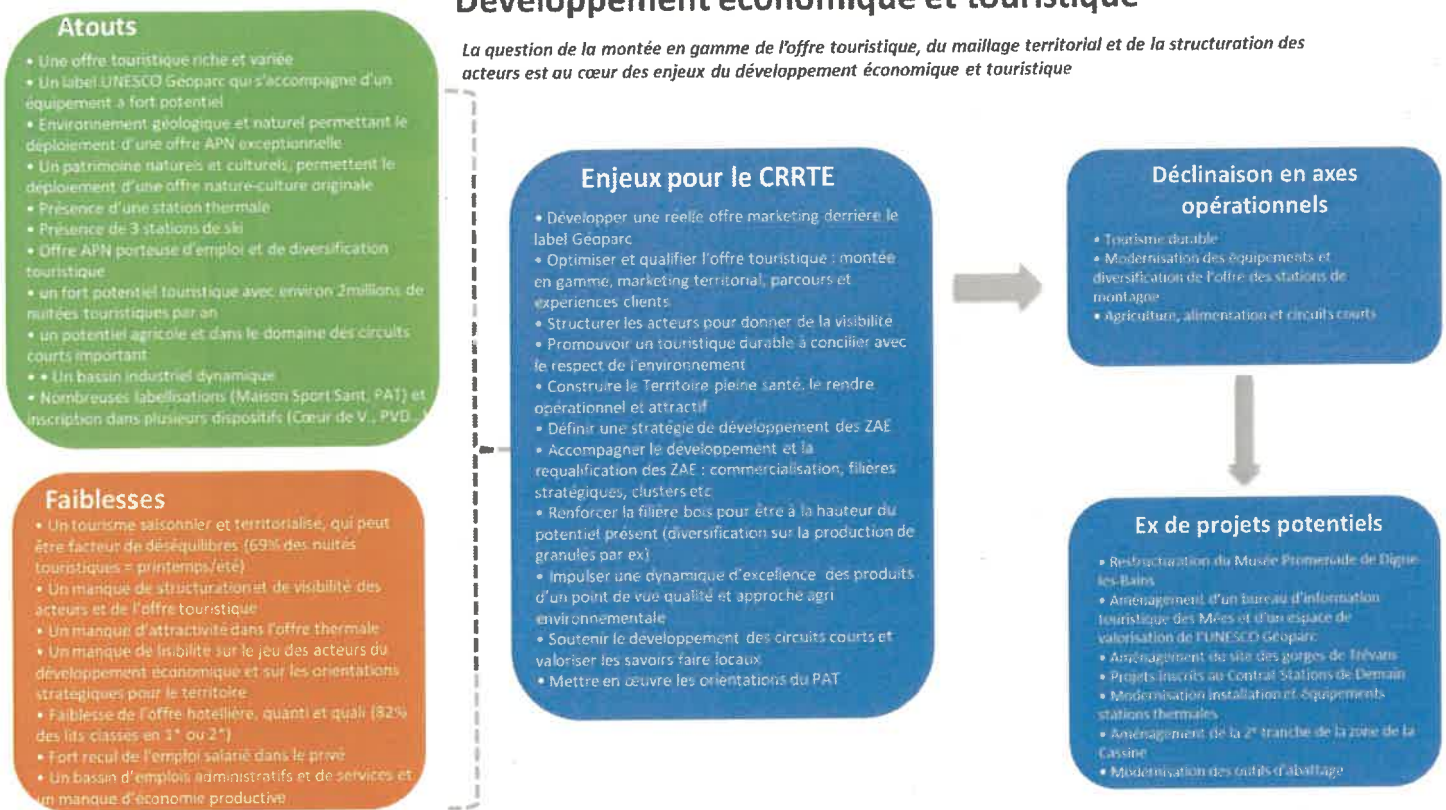 Développement économique et touristique
La question de la montée en gamme de l'offre touristique, du maillage territorial et de la structuration des
acteurs est au cœur des enjeux du développement économique et touristique
Atouts
• Une offre touristique riche et variée
• Un label UNESCO Géoparc qui s'accompagne d'un
équipement a fort potentiel
• Environnement géologique et naturel permettant le
déploiement d'une offre APN exceptionnelle
• Un patrimoine naturels et culturels, permettent le
déploiement d'une offre nature-culture originale
• Présence d'une station thermale
• Présence de 3 stations de ski
• Offre APN porteuse d'emploi et de diversification
touristique
• un fort potentiel touristique avec environ 2millions de
nuitées touristiques par an
• un potentiel agricole et dans le domaine des circuits
courts important
• • Un bassin industriel dynamique
• Nombreuses labellisations (Maison Sport Sant, PAT) et
inscription dans plusieurs dispositifs (Cœur de V., PVD...)
Faiblesses
• Un tourisme saisonnier et territorialisé, qui peut
être facteur de déséquilibres (69% des nuités
touristiques = printemps/été)
• Un manque de structuration et de visibilité des
acteurs et de l'offre touristique
• Un manque d'attractivité dans l'offre thermale
• Un manque de lisibilité sur le jeu des acteurs du
développement économique et sur les orientations
stratégiques pour le territoire
• Faiblesse de l'offre hotellière, quanti et quali (82%
des lits classés en 1* ou 2*)
• Fort recul de l'emploi salarié dans le privé
• Un bassin d'emplois administratifs et de services et
un manque d'économie productive
Enjeux pour le CRRTE
• Développer une réelle offre marketing derrière le
label Géoparc
• Optimiser et qualifier l'offre touristique : montée
en gamme, marketing territorial, parcours et
expériences clients
• Structurer les acteurs pour donner de la visibilité
• Promouvoir un touristique durable à concilier avec
le respect de l'environnement
• Construire le Territoire pleine santé, le rendre
opérationnel et attractif
• Définir une stratégie de développement des ZAE
• Accompagner le développement et la
requalification des ZAE : commercialisation, filières
stratégiques, clusters etc
• Renforcer la filière bois pour être à la hauteur du
potentiel présent (diversification sur la production de
granules par ex)
• Impulser une dynamique d'excellence des produits
d'un point de vue qualité et approche agri
environnementale
• Soutenir le développement des circuits courts et
valoriser les savoirs faire locaux
• Mettre en œuvre les orientations du PAT
Déclinaison en axes
opérationnels
• Tourisme durable
• Modernisation des équipements et
diversification de l'offre des stations de
montagne
• Agriculture, alimentation et circuits courts
Ex de projets potentiels
• Restructuration du Musée Promenade de Digne-
les-Bains
• Aménagement d'un bureau d'information
touristique des Mées et d'un espace de
valorisation de l'UNESCO Géoparc
• Aménagement du site des gorges de Trévans
• Projets inscrits au Contrat Stations de Demain
• Modernisation installation et équipements
stations thermales
• Aménagement de la 2ᵉ tranche de la zone de la
Cassine
• Modernisation des outils d'abattage